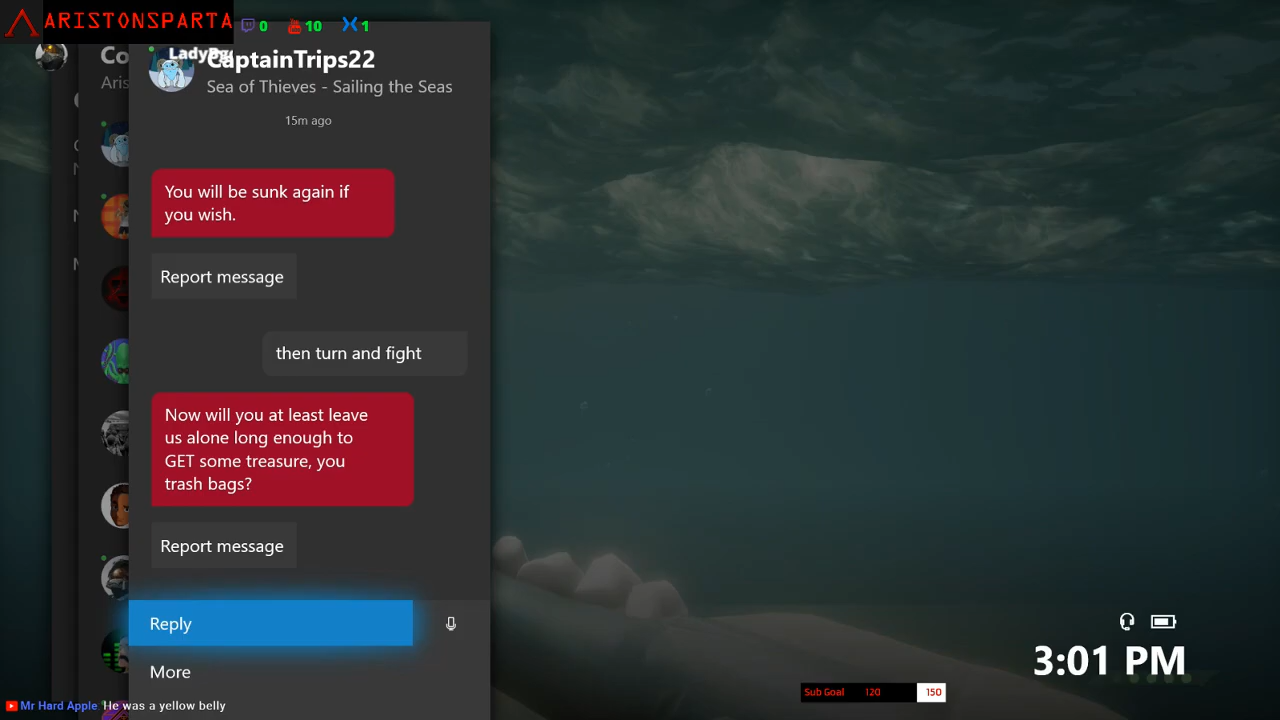 ARISTONSPARTA
0
10
1
Co
LadyBg
CaptainTrips22
Aris
Sea of Thieves - Sailing the Seas
15m ago
You will be sunk again if
you wish.
Report message
then turn and fight
Now will you at least leave
us alone long enough to
GET some treasure, you
trash bags?
Report message
Reply
More
3:01 PM
Sub Goal 120 150
Mr Hard Apple He was a yellow belly